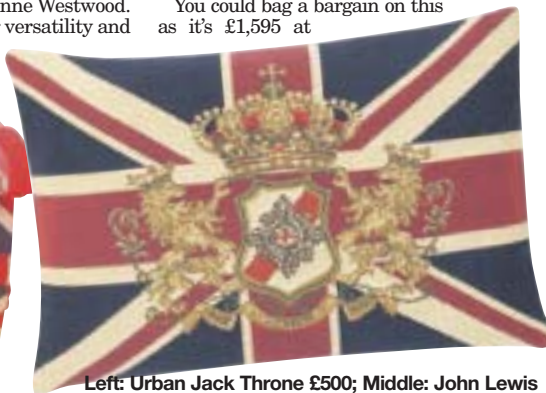 nne Westwood.
versatility and
You could bag a bargain on this
as it's £1,595 at
Left: Urban Jack Throne £500; Middle: John Lewis